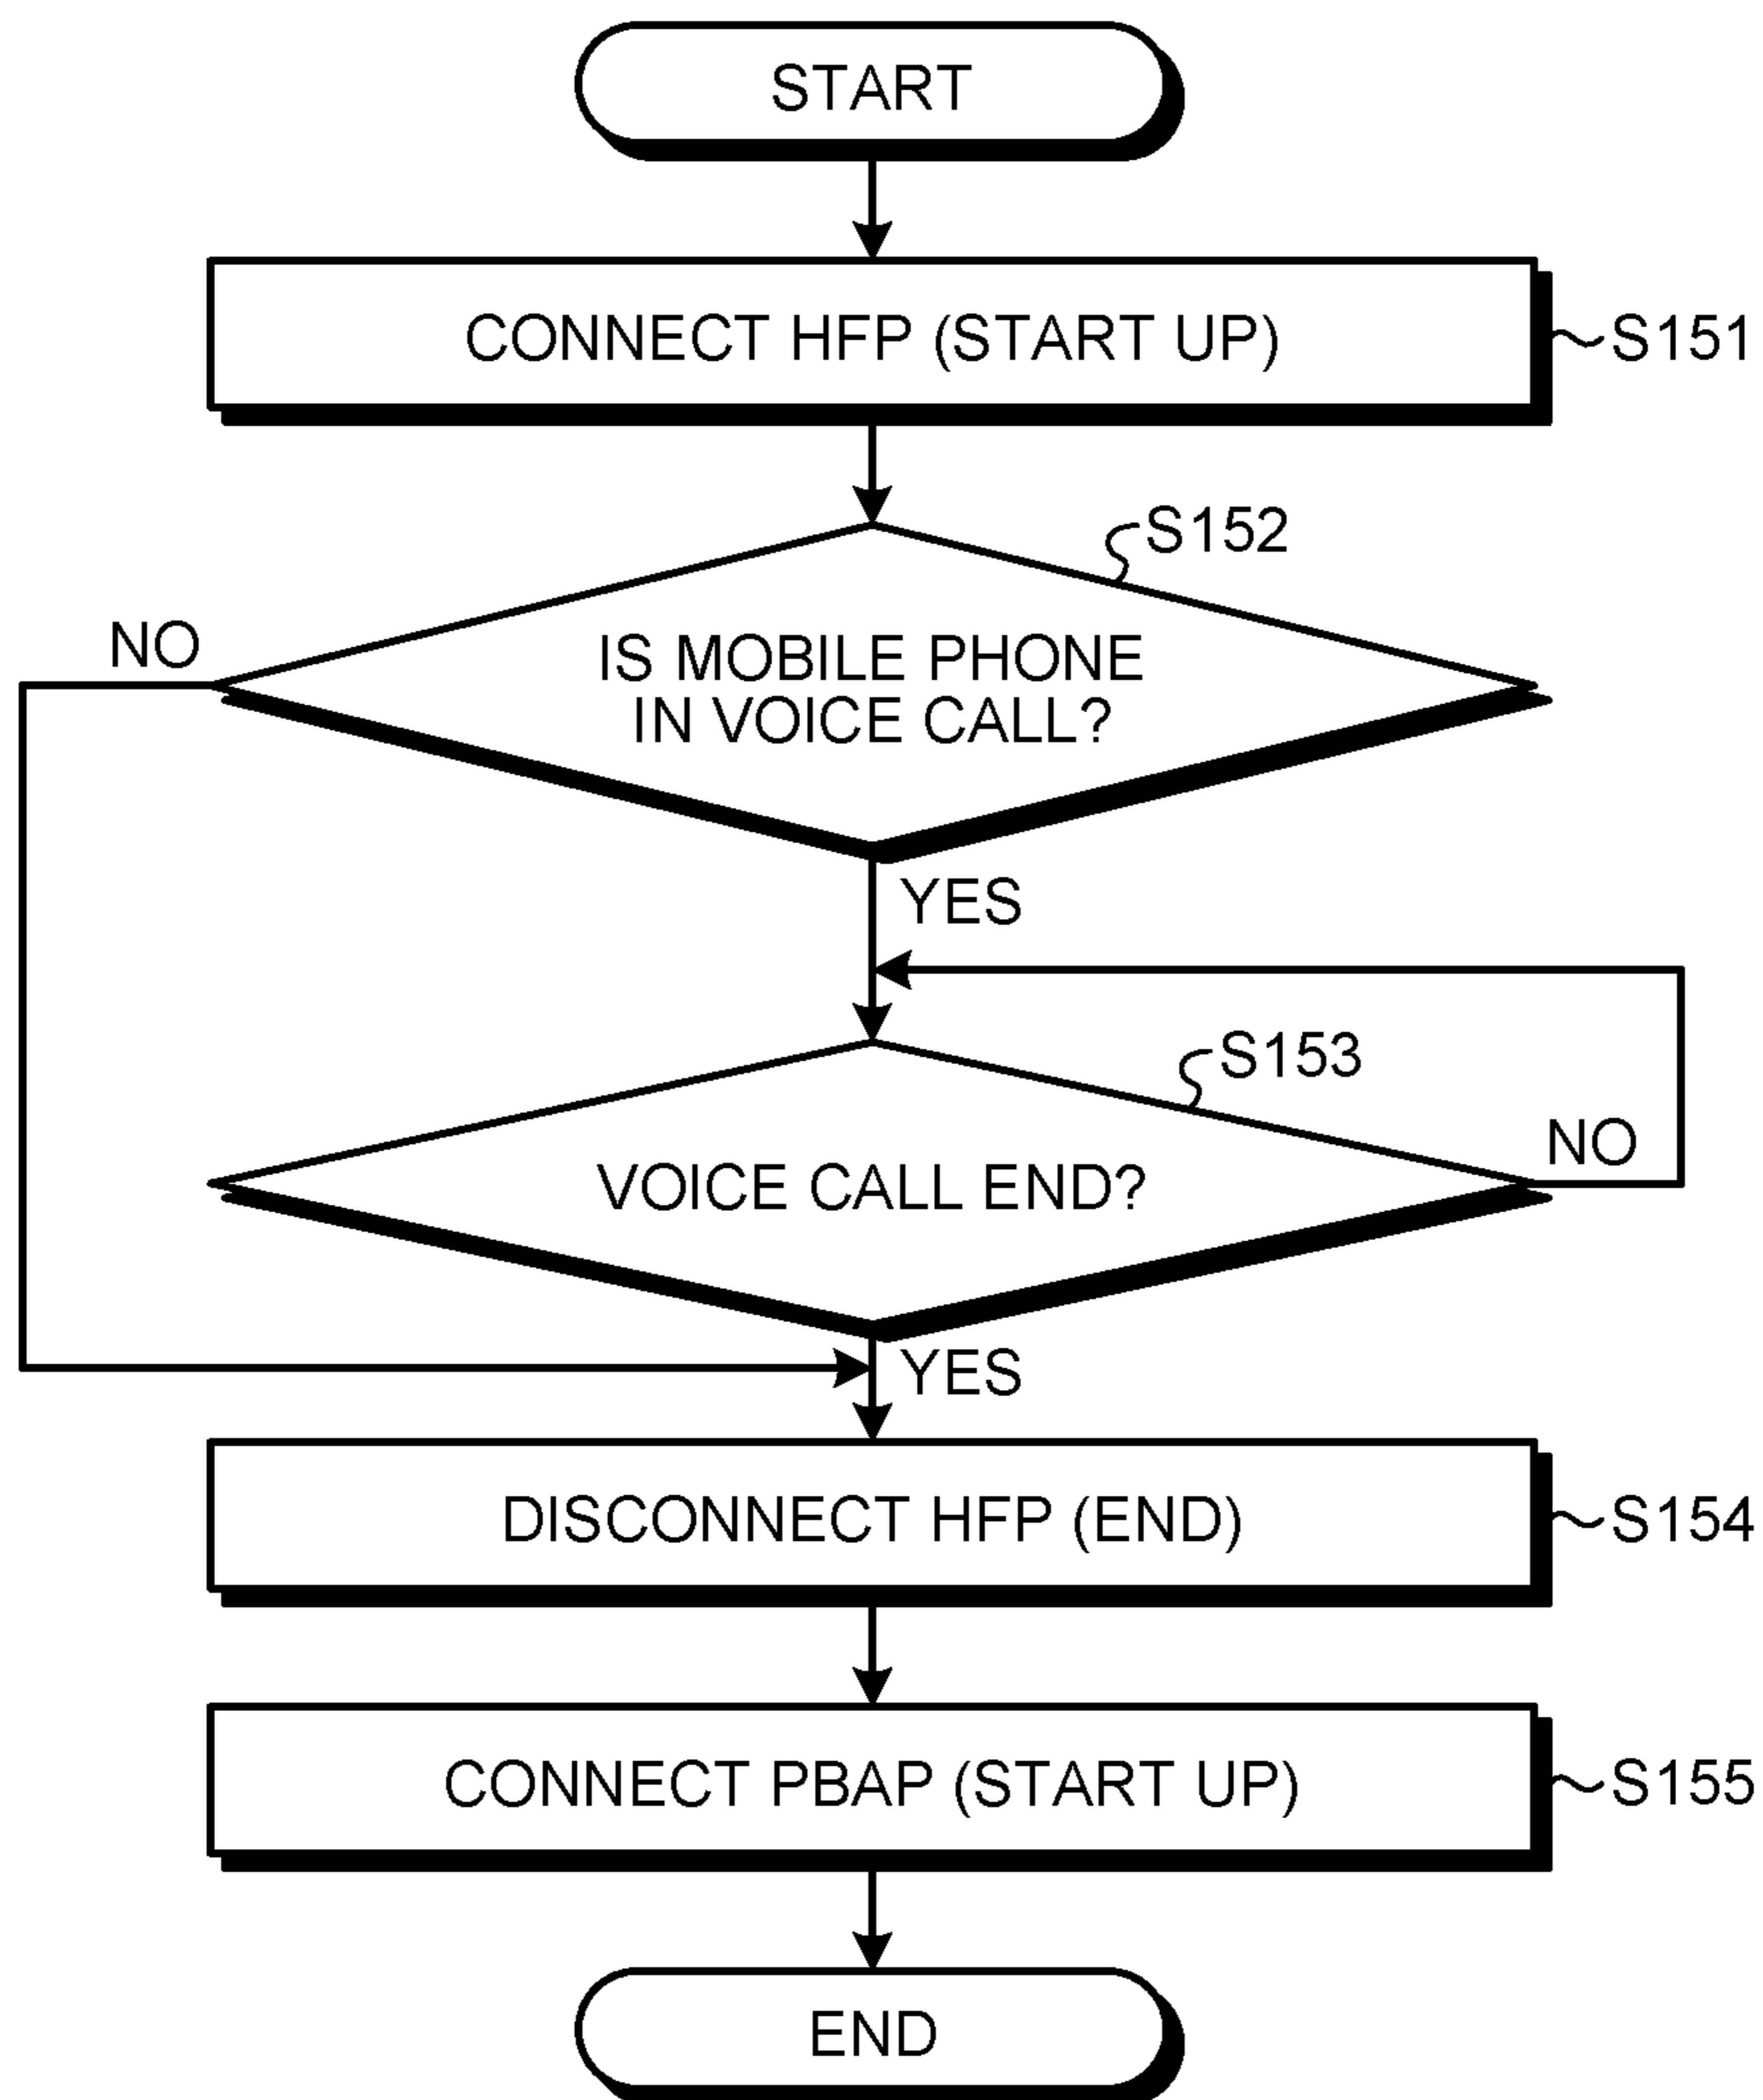 START
CONNECT HFP (START UP)
S151
S152
NO
IS MOBILE PHONE
IN VOICE CALL?
YES
S153
NO
VOICE CALL END?
YES
DISCONNECT HFP (END)
S154
CONNECT PBAP (START UP)
S155
END